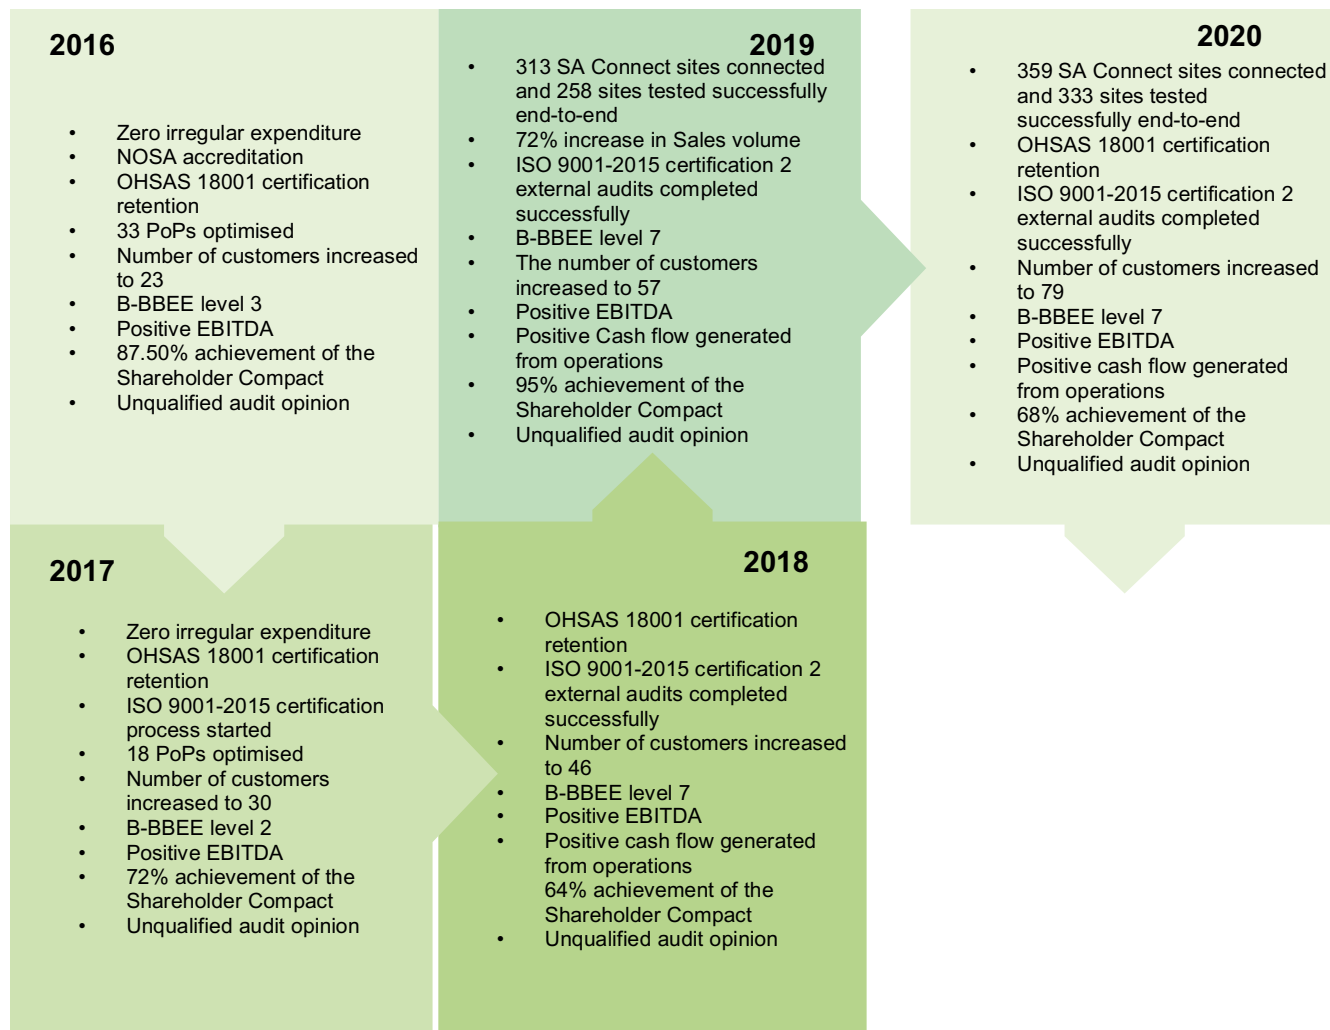 2016
• Zero irregular expenditure
• NOSA accreditation
• OHSAS 18001 certification
retention
• 33 PoPs optimised
• Number of customers increased
to 23
• B-BBEE level 3
• Positive EBITDA
• 87.50% achievement of the
Shareholder Compact
• Unqualified audit opinion
2017
• Zero irregular expenditure
• OHSAS 18001 certification
retention
• ISO 9001-2015 certification
process started
• 18 PoPs optimised
• Number of customers
increased to 30
• B-BBEE level 2
• Positive EBITDA
• 72% achievement of the
Shareholder Compact
• Unqualified audit opinion
2018
• OHSAS 18001 certification
retention
• ISO 9001-2015 certification 2
external audits completed
successfully
• Number of customers increased
to 46
• B-BBEE level 7
• Positive EBITDA
• Positive cash flow generated
from operations
64% achievement of the
Shareholder Compact
• Unqualified audit opinion
2019
• 313 SA Connect sites connected
and 258 sites tested successfully
end-to-end
• 72% increase in Sales volume
• ISO 9001-2015 certification 2
external audits completed
successfully
• B-BBEE level 7
• The number of customers
increased to 57
• Positive EBITDA
• Positive Cash flow generated
from operations
• 95% achievement of the
Shareholder Compact
• Unqualified audit opinion
2020
• 359 SA Connect sites connected
and 333 sites tested
successfully end-to-end
• OHSAS 18001 certification
retention
• ISO 9001-2015 certification 2
external audits completed
successfully
• Number of customers increased
to 79
• B-BBEE level 7
• Positive EBITDA
• Positive cash flow generated
from operations
• 68% achievement of the
Shareholder Compact
• Unqualified audit opinion